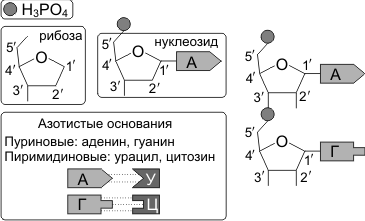 H₃PO₄
рибоза
5′
O
4′
1′
3′
2′
нуклеозид
5′
O
4′
1′
А
3′
2′
5′
O
4′
1′
А
3′
2′
5′
O
4′
1′
Г
3′
2′
Азотистые основания
Пуриновые: аденин, гуанин
Пиримидиновые: урацил, цитозин
А У
Г Ц